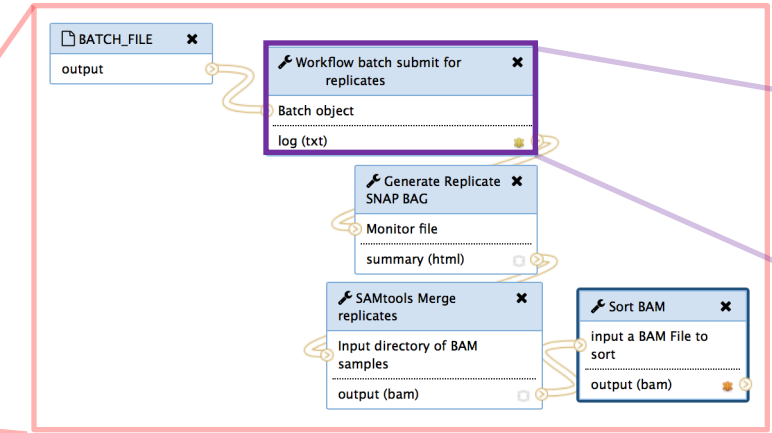 BATCH_FILE
output
Workflow batch submit for
replicates
Batch object
log (txt)
Generate Replicate
SNAP BAG
Monitor file
summary (html)
SAMtools Merge
replicates
Input directory of BAM
samples
output (bam)
Sort BAM
input a BAM File to
sort
output (bam)